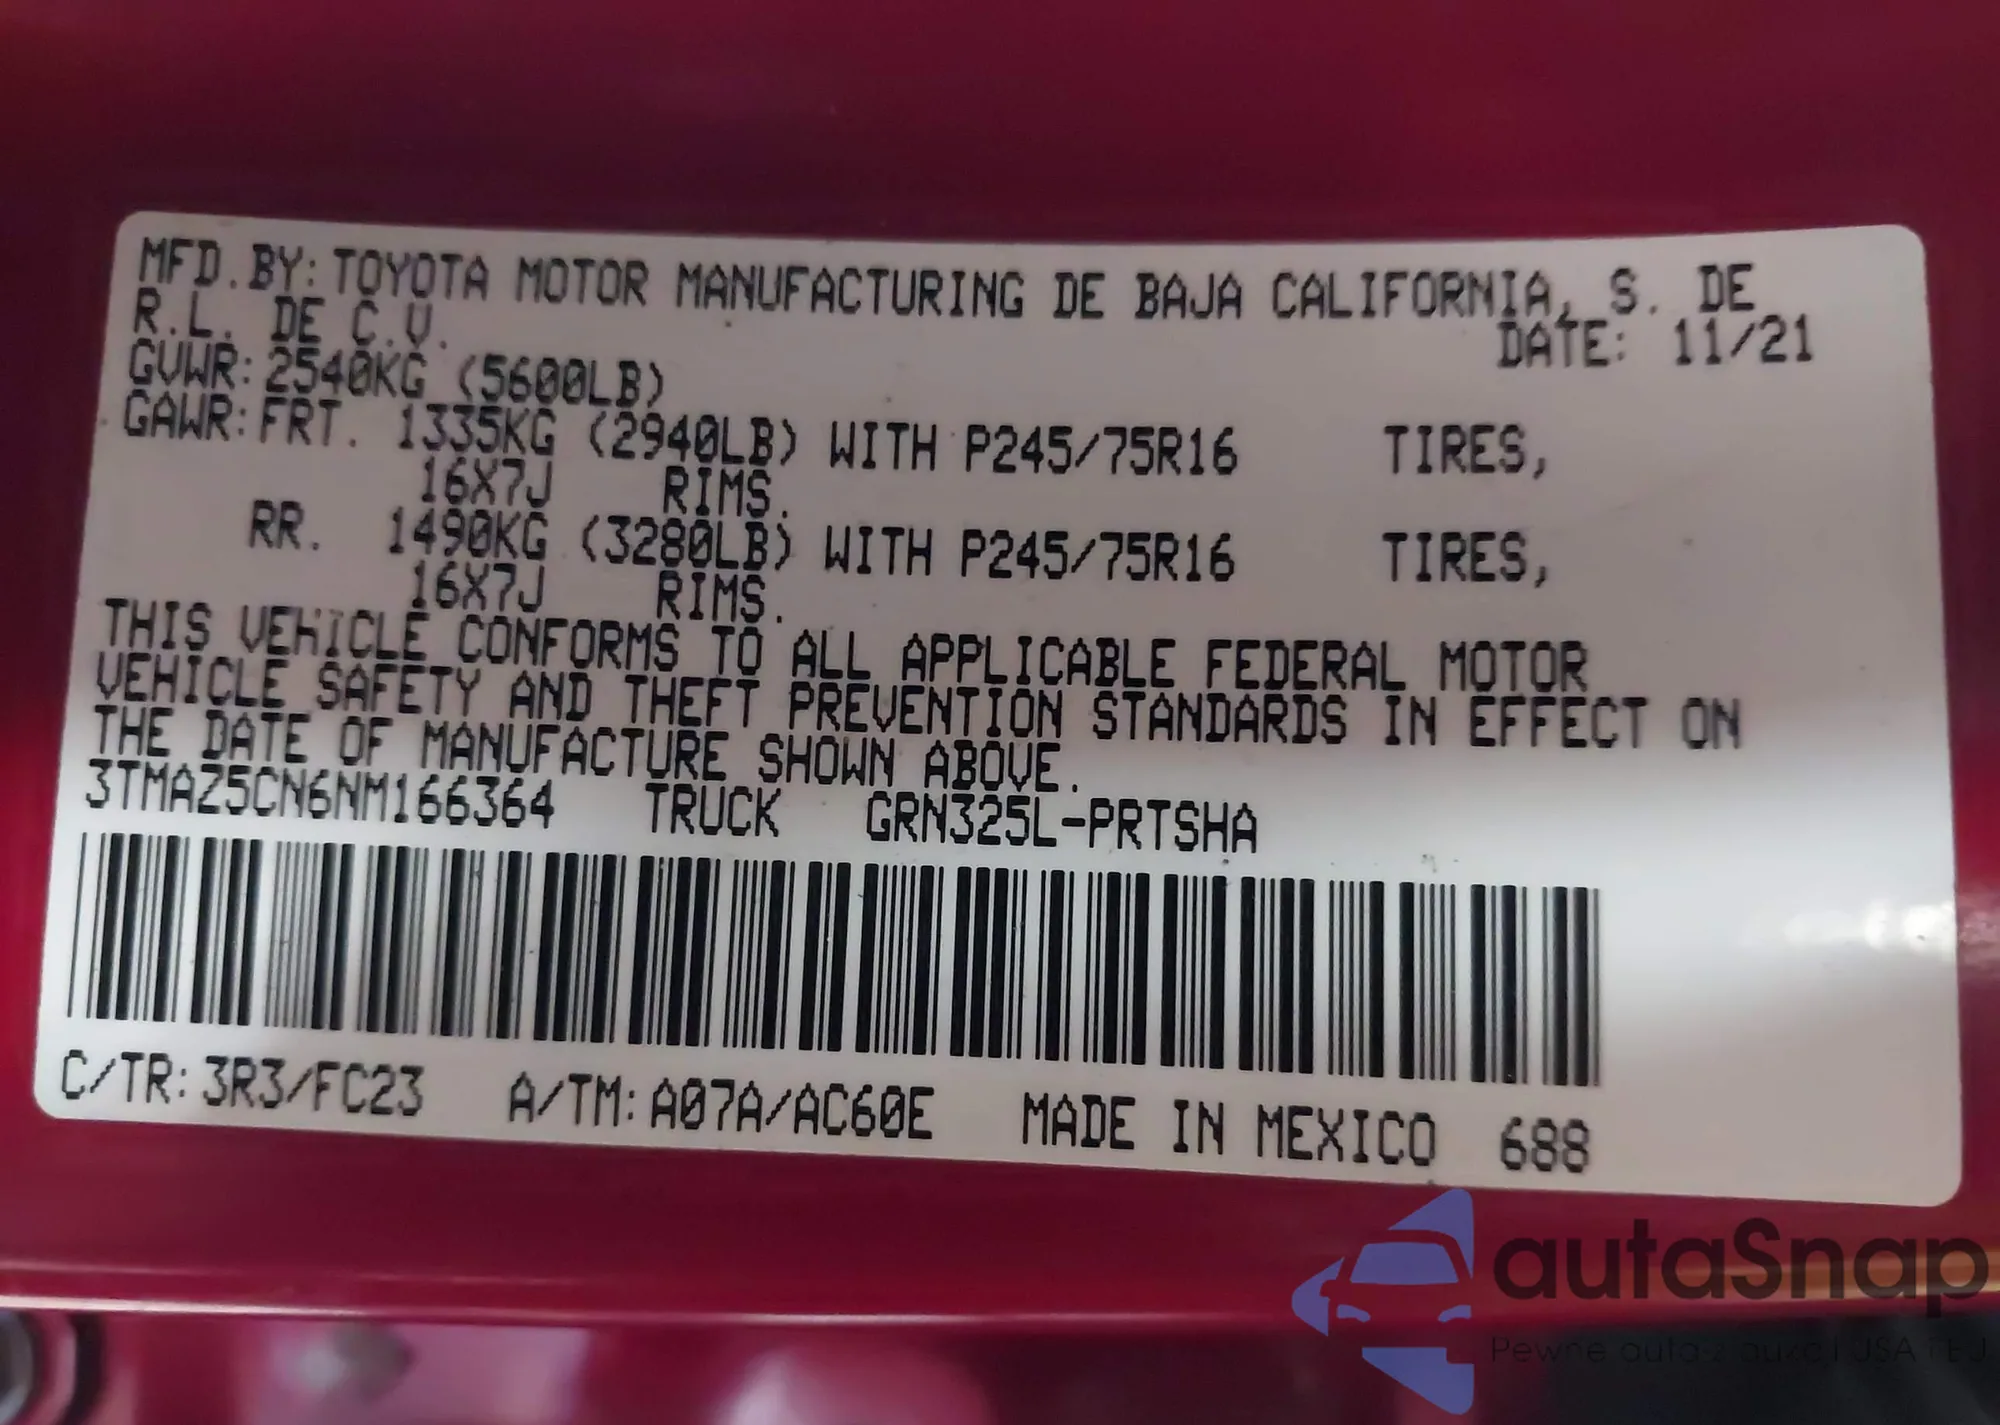 MFD.BY:TOYOTA MOTOR MANUFACTURING DE BAJA CALIFORNIA, S. DE
R.L. DE C.V.
DATE: 11/21
GVWR:2540KG (5600LB)
GAWR:FRT. 1335KG (2940LB) WITH P245/75R16 TIRES,
16X7J RIMS.
RR. 1490KG (3280LB) WITH P245/75R16 TIRES,
16X7J RIMS.
THIS VEHICLE CONFORMS TO ALL APPLICABLE FEDERAL MOTOR
VEHICLE SAFETY AND THEFT PREVENTION STANDARDS IN EFFECT ON
THE DATE OF MANUFACTURE SHOWN ABOVE.
3TMAZ5CN6NM166364 TRUCK GRN325L-PRTSHA
C/TR:3R3/FC23 A/TM:A07A/AC60E MADE IN MEXICO 688
autaSnap
Pewne auta z USA